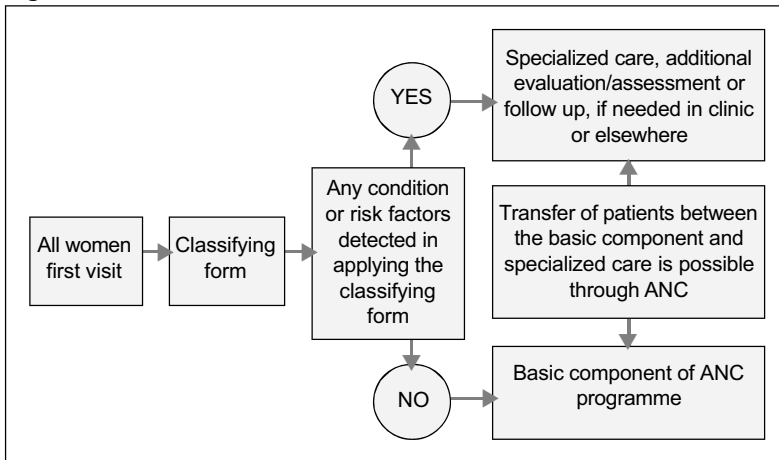 All women
first visit
Classifying
form
Any condition
or risk factors
detected in
applying the
classifying
form
YES
NO
Specialized care, additional
evaluation/assessment or
follow up, if needed in clinic
or elsewhere
Transfer of patients between
the basic component and
specialized care is possible
through ANC
Basic component of ANC
programme